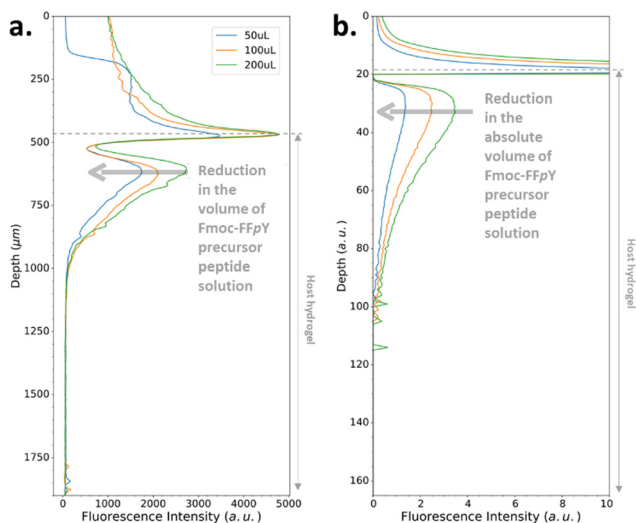 a.
50uL
100uL
200uL
0
250
500
750
1000
1250
1500
1750
Depth (μm)
Reduction
in the
volume of
Fmoc-FFpY
precursor
peptide
solution
Host hydrogel
0
1000
2000
3000
4000
5000
Fluorescence Intensity (a. u.)
b.
0
20
40
60
80
100
120
140
160
Depth (a. u.)
Reduction
in the
absolute
volume of
Fmoc-FFpY
precursor
peptide
solution
Host hydrogel
0
2
4
6
8
10
Fluorescence Intensity (a. u.)